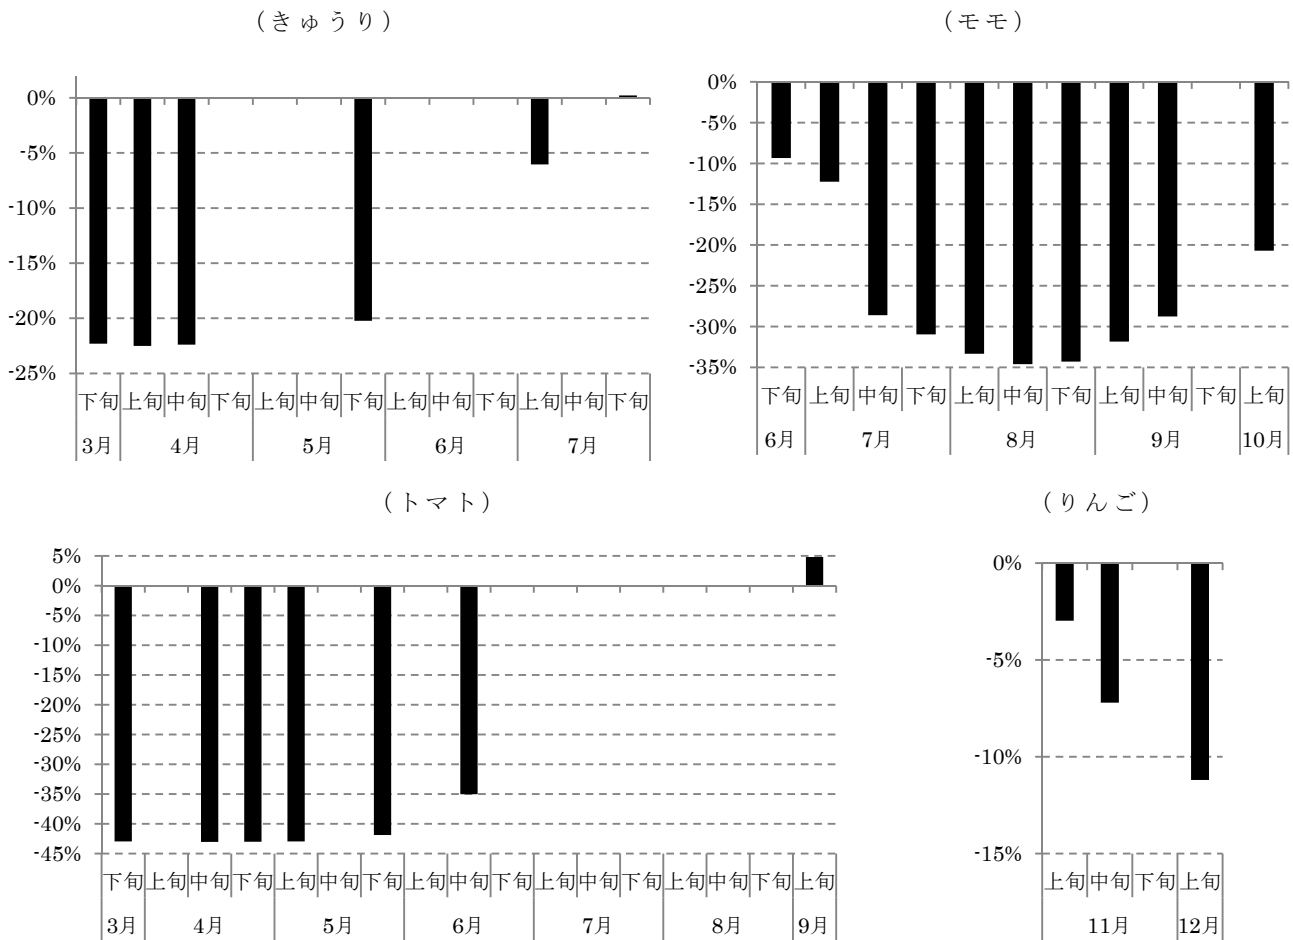 (きゅうり)
0%
-5%
-10%
-15%
-20%
-25%
下旬 上旬 中旬 下旬 上旬 中旬 下旬 上旬 中旬 下旬 上旬 中旬 下旬
3月 4月 5月 6月 7月
(モモ)
0%
-5%
-10%
-15%
-20%
-25%
-30%
-35%
下旬 上旬 中旬 下旬 上旬 中旬 下旬 上旬 中旬 下旬 上旬
6月 7月 8月 9月 10月
(トマト)
5%
0%
-5%
-10%
-15%
-20%
-25%
-30%
-35%
-40%
-45%
下旬 上旬 中旬 下旬 上旬 中旬 下旬 上旬 中旬 下旬 上旬 中旬 下旬 上旬 中旬 下旬 上旬
3月 4月 5月 6月 7月 8月 9月
(りんご)
0%
-5%
-10%
-15%
上旬 中旬 下旬 上旬
11月 12月